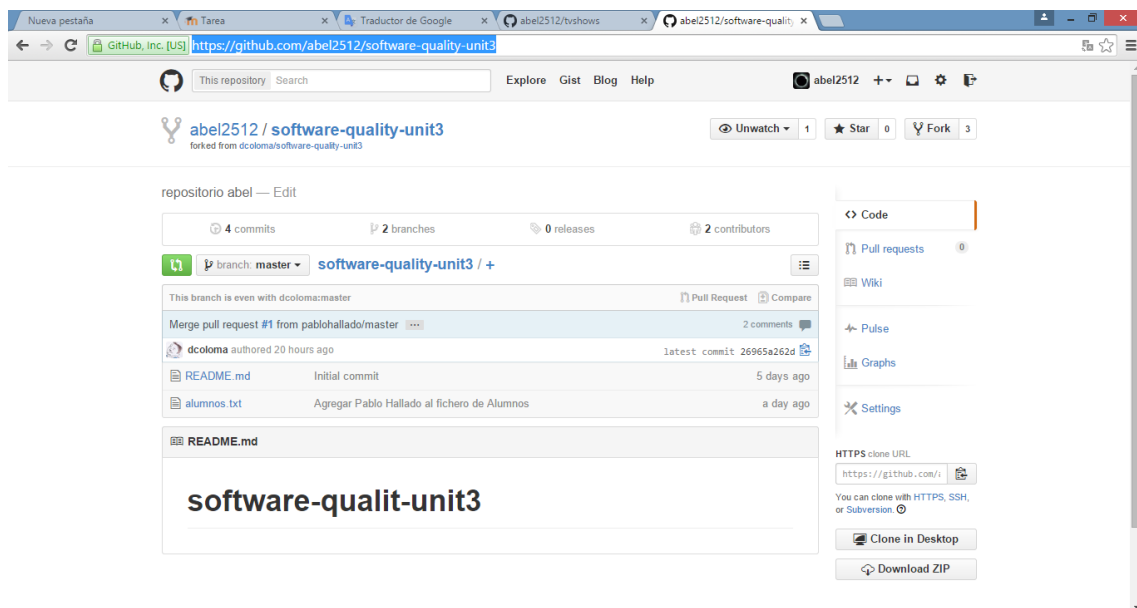 Nueva pestaña
Tarea
Traductor de Google
abel2512/tvshows
abel2512/software-quality
GitHub, Inc. [US] https://github.com/abel2512/software-quality-unit3
This repository Search
Explore Gist Blog Help
abel2512
abel2512 / software-quality-unit3
forked from dcoloma/software-quality-unit3
Unwatch 1
Star 0
Fork 3
repositorio abel — Edit
4 commits
2 branches
0 releases
2 contributors
branch: master software-quality-unit3 / +
This branch is even with dcoloma:master
Pull Request Compare
Merge pull request #1 from pablohallado/master ...
2 comments
dcoloma authored 20 hours ago
latest commit 26965a262d
README.md Initial commit 5 days ago
alumnos.txt Agregar Pablo Hallado al fichero de Alumnos a day ago
README.md
software-qualit-unit3
Code
Pull requests 0
Wiki
Pulse
Graphs
Settings
HTTPS clone URL
https://github.com/
You can clone with HTTPS, SSH,
or Subversion.
Clone in Desktop
Download ZIP